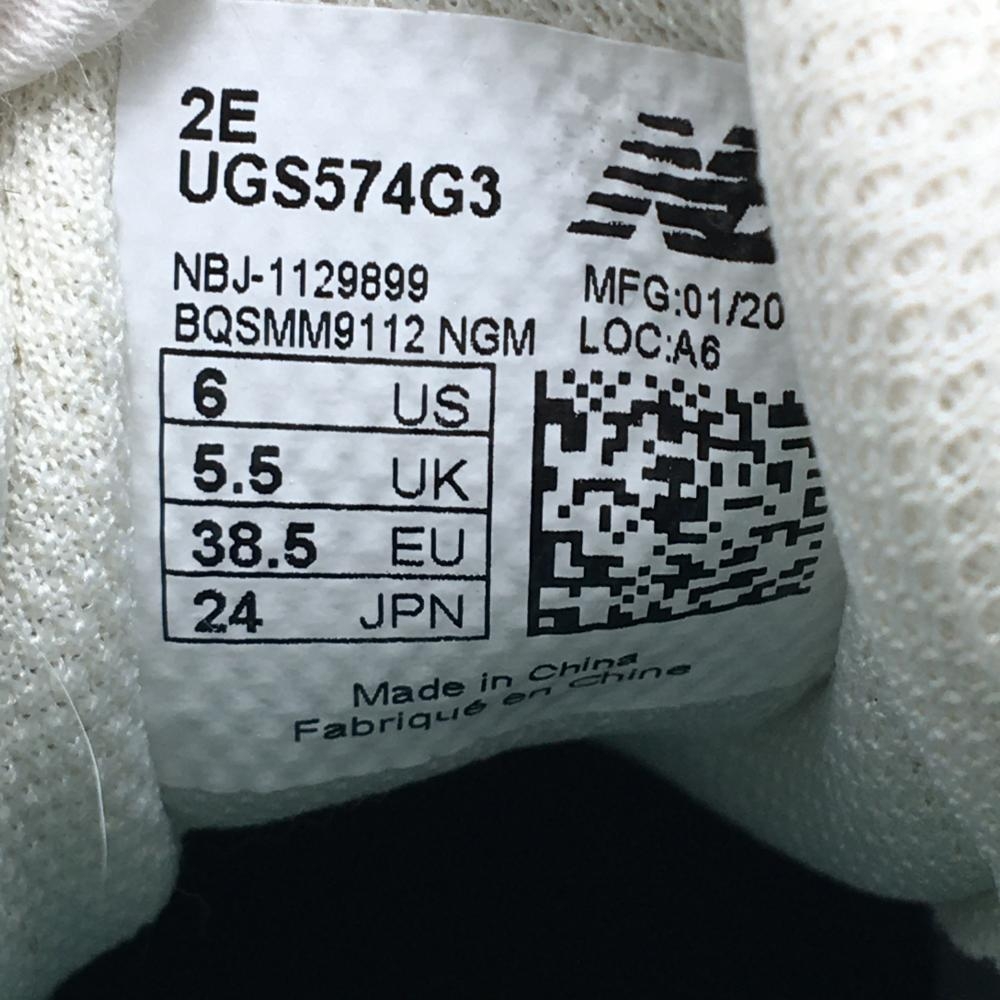 2E
UGS574G3
NBJ-1129899
MFG:01/20
BQSMM9112 NGM
LOC:A6
6 US
5.5 UK
38.5 EU
24 JPN
Made in China
Fabriqué en Chine